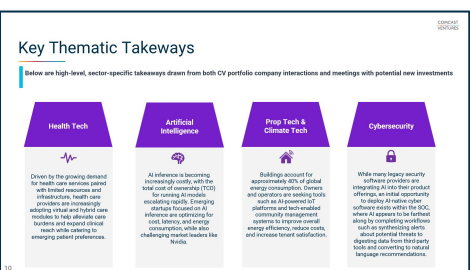 COMCAST
VENTURES
Key Thematic Takeways
Below are high-level, sector-specific takeaways drawn from both CV portfolio company interactions and meetings with potential new investments
Health Tech
Driven by the growing demand
for health care services paired
with limited resources and
infrastructure, health care
providers are increasingly
adopting virtual and hybrid care
modules to help alleviate care
burdens and expand clinical
reach while catering to
emerging patient preferences.
Artificial
Intelligence
AI inference is becoming
increasingly costly, with the
total cost of ownership (TCO)
for running AI models
escalating rapidly. Emerging
startups focused on AI
inference are optimizing for
cost, latency, and energy
consumption, while also
challenging market leaders like
Nvidia.
Prop Tech &
Climate Tech
Buildings account for
approximately 40% of global
energy consumption. Owners
and operators are seeking tools
such as AI-powered IoT
platforms and tech-enabled
community management
systems to improve overall
energy efficiency, reduce costs,
and increase tenant satisfaction.
Cybersecurity
While many legacy security
software providers are
integrating AI into their product
offerings, an initial opportunity
to deploy AI-native cyber
software exists within the SOC,
where AI appears to be farthest
along by completing workflows
such as synthesizing alerts
about potential threats to
digesting data from third-party
tools and converting to natural
language recommendations.
10